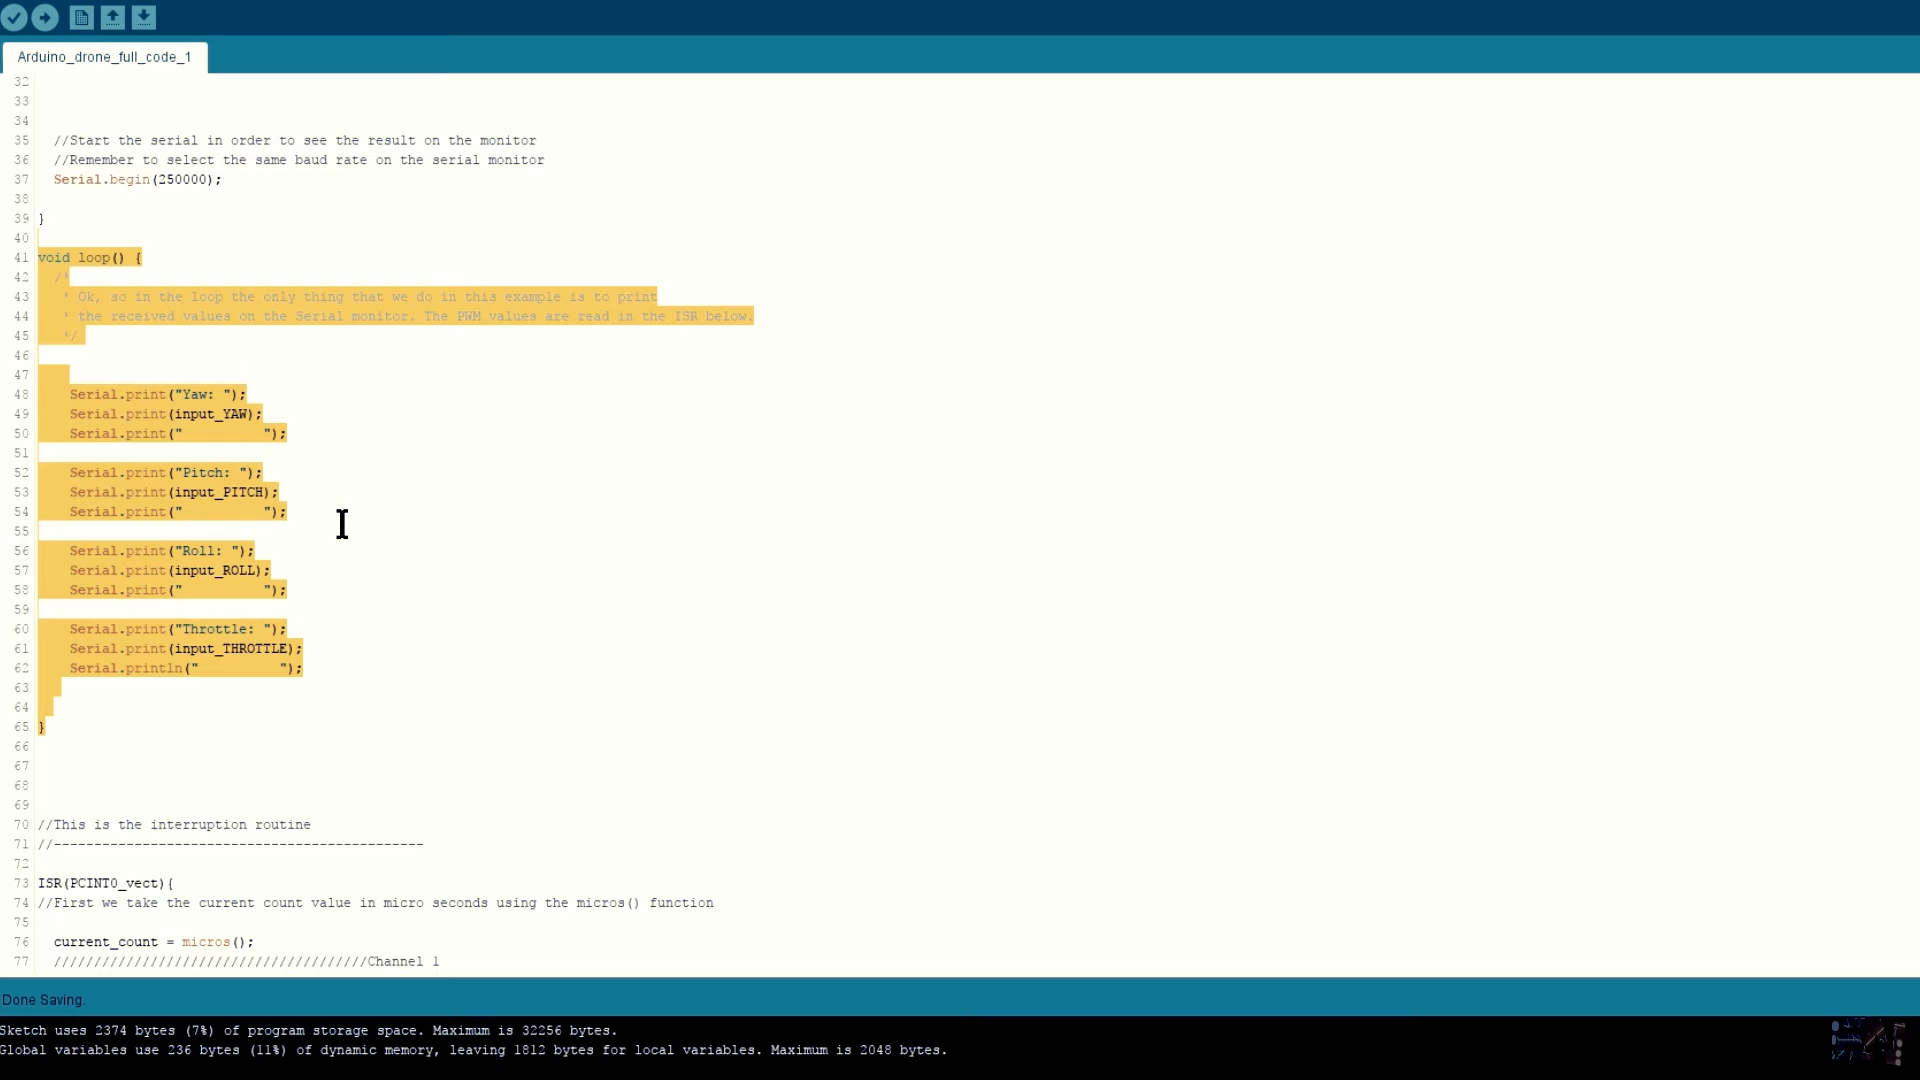 Arduino_drone_full_code_1
32
33
34
35 //Start the serial in order to see the result on the monitor
36 //Remember to select the same baud rate on the serial monitor
37 Serial.begin(250000);
38
39 }
40
41 void loop() {
42 /*
43 * Ok, so in the loop the only thing that we do in this example is to print
44 * the received values on the Serial monitor. The PWM values are read in the ISR below.
45 */
46
47
48 Serial.print("Yaw: ");
49 Serial.print(input_YAW);
50 Serial.print("          ");
51
52 Serial.print("Pitch: ");
53 Serial.print(input_PITCH);
54 Serial.print("          ");
55
56 Serial.print("Roll: ");
57 Serial.print(input_ROLL);
58 Serial.print("          ");
59
60 Serial.print("Throttle: ");
61 Serial.print(input_THROTTLE);
62 Serial.println("          ");
63
64
65 }
66
67
68
69
70 //This is the interruption routine
71 //----------------------------------------------
72
73 ISR(PCINT0_vect){
74 //First we take the current count value in micro seconds using the micros() function
75
76 current_count = micros();
77 ///////////////////////////////////////Channel 1
Done Saving.
Sketch uses 2374 bytes (7%) of program storage space. Maximum is 32256 bytes.
Global variables use 236 bytes (11%) of dynamic memory, leaving 1812 bytes for local variables. Maximum is 2048 bytes.